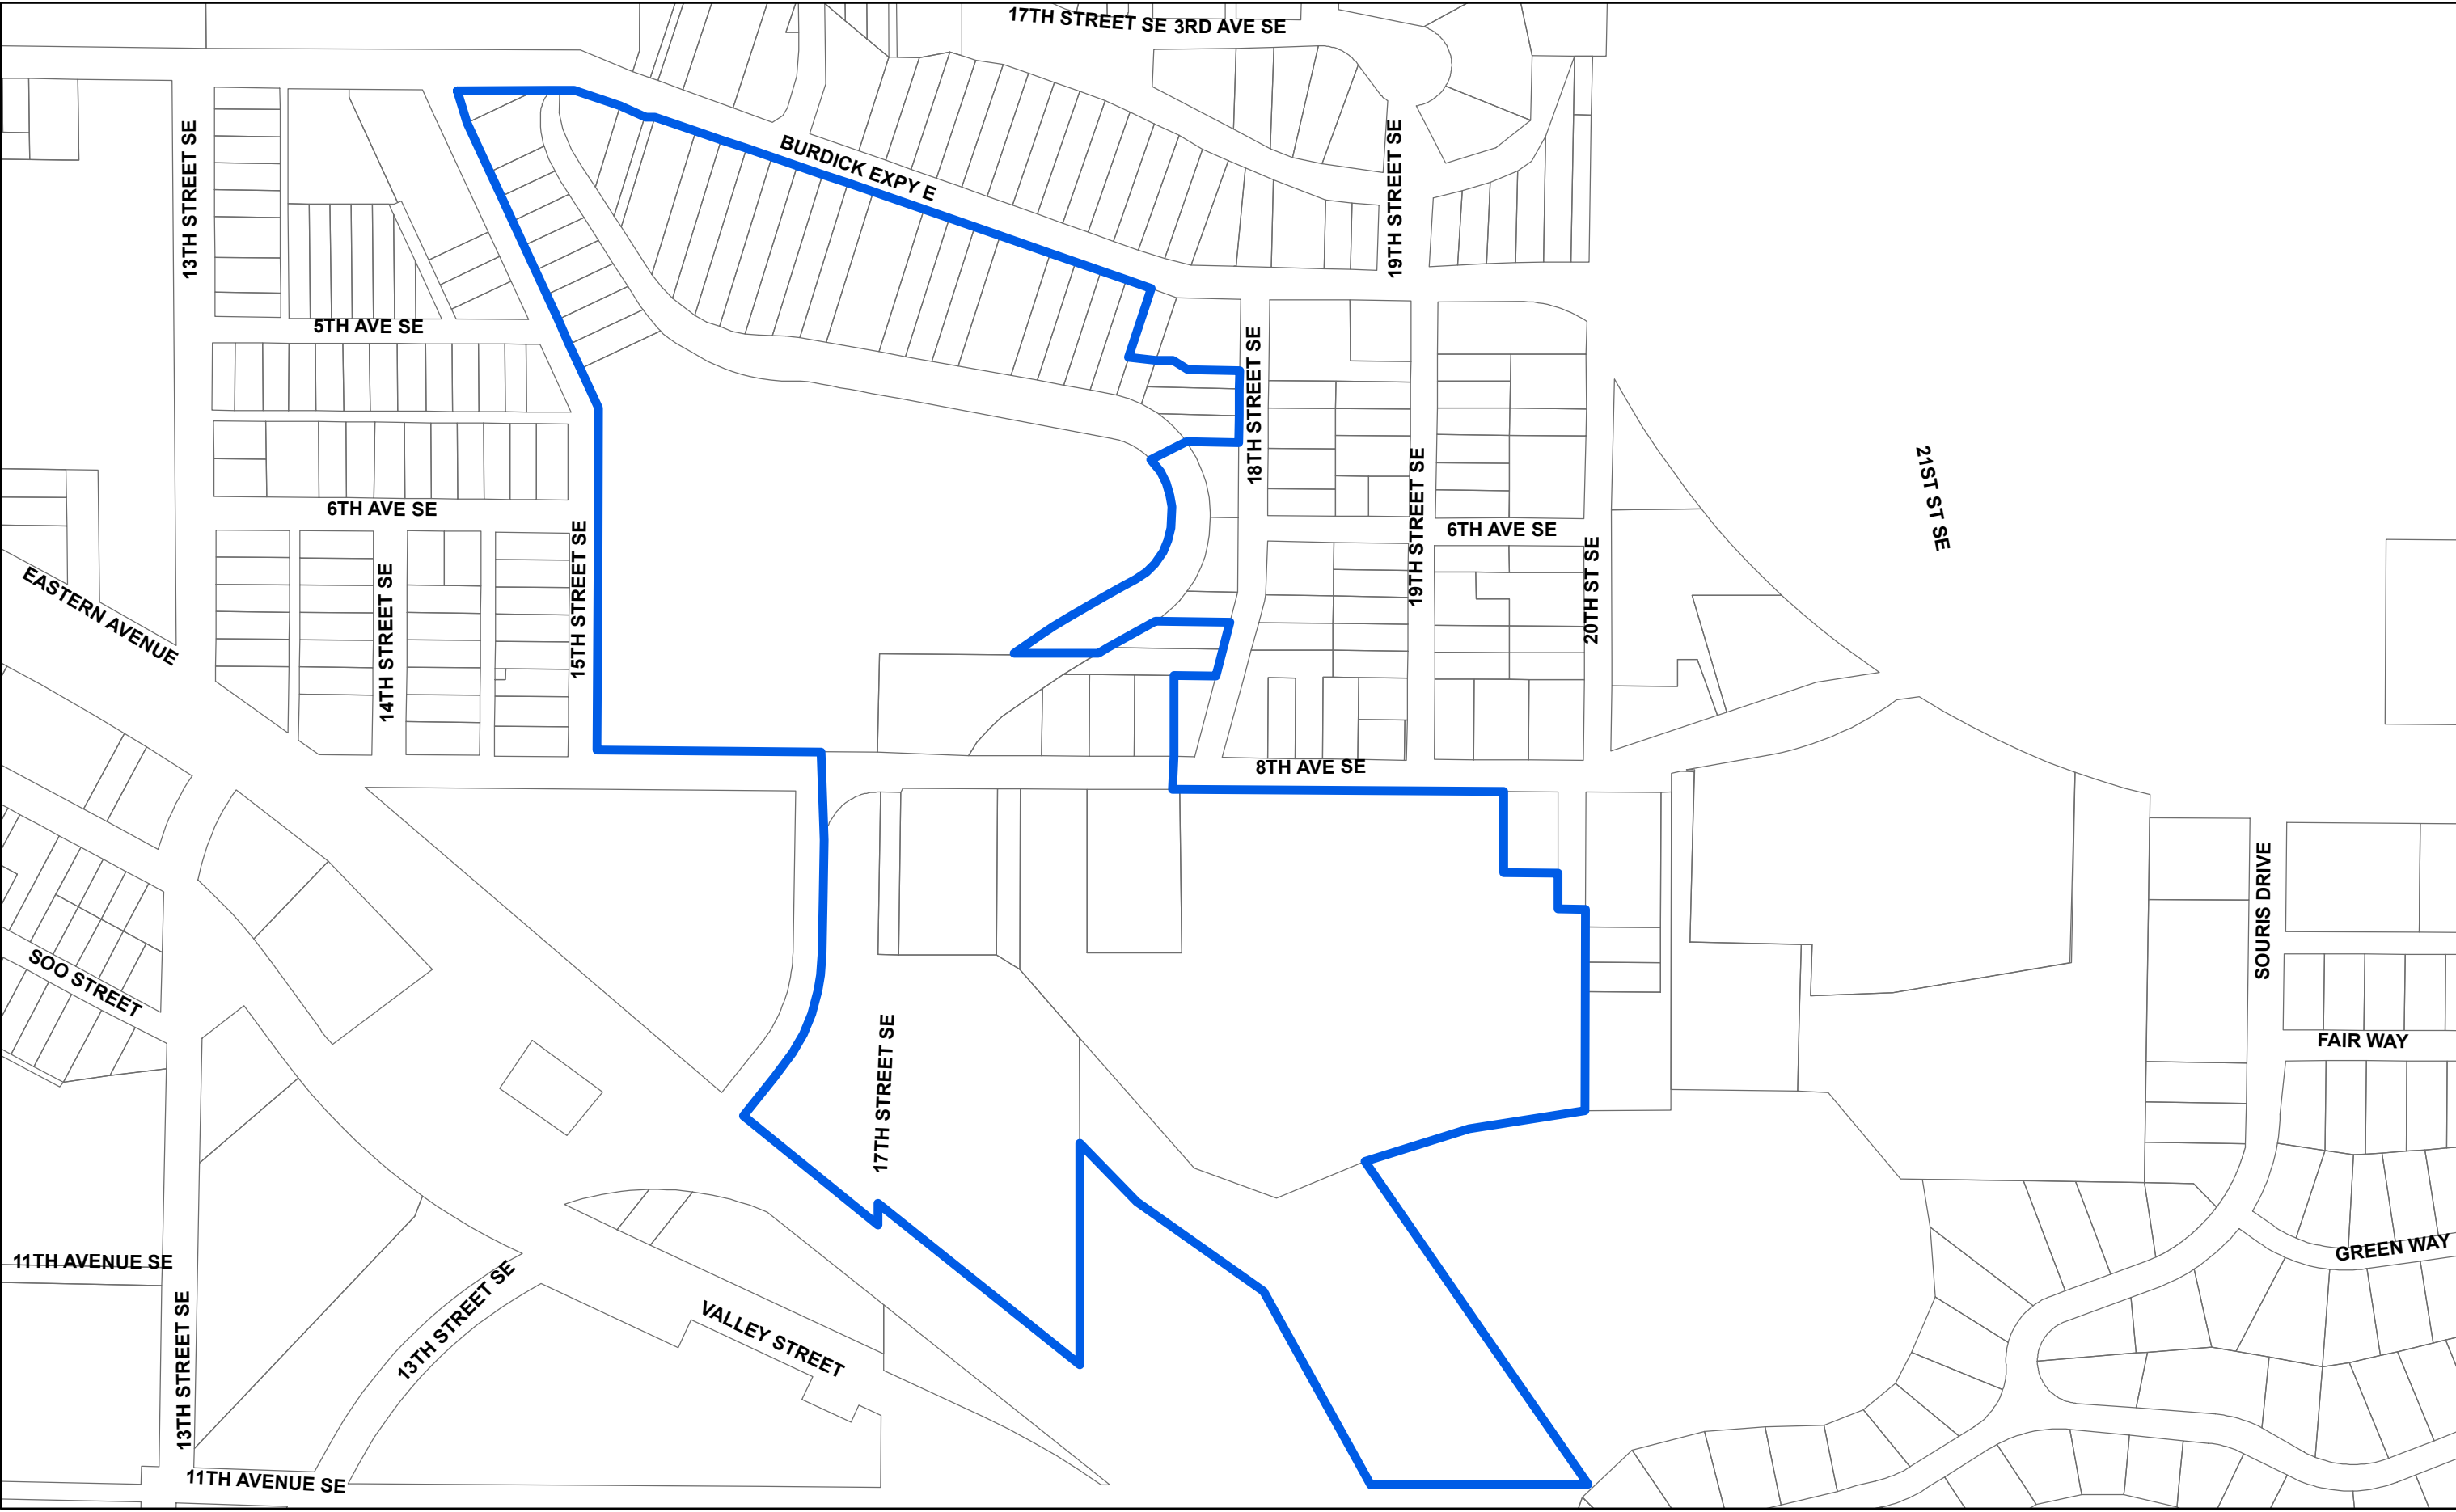 17TH STREET SE
3RD AVE SE
13TH STREET SE
BURDICK EXPY E
19TH STREET SE
5TH AVE SE
18TH STREET SE
6TH AVE SE
15TH STREET SE
19TH STREET SE
6TH AVE SE
21ST ST SE
20TH ST SE
EASTERN AVENUE
14TH STREET SE
8TH AVE SE
SOO STREET
SOURIS DRIVE
17TH STREET SE
FAIR WAY
11TH AVENUE SE
GREEN WAY
13TH STREET SE
13TH STREET SE
VALLEY STREET
11TH AVENUE SE